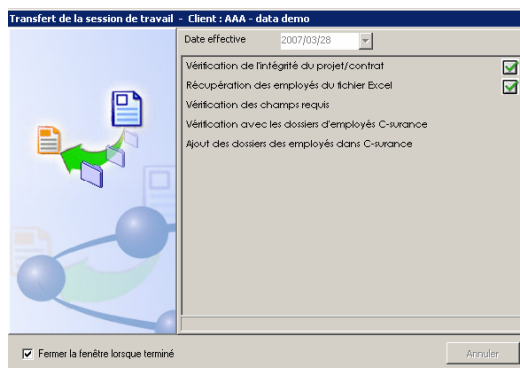 Transfert de la session de travail - Client : AAA - data demo
Date effective 2007/03/28
Vérification de l'intégrité du projet/contrat
Récupération des employés du fichier Excel
Vérification des champs requis
Vérification avec les dossiers d'employés C-surance
Ajout des dossiers des employés dans C-surance
Fermer la fenêtre lorsque terminé
Annuler